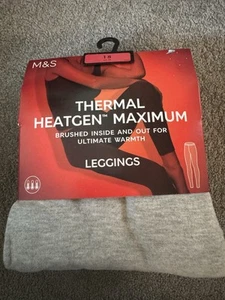 M&S
THERMAL
HEATGEN™ MAXIMUM
BRUSHED INSIDE AND OUT FOR
ULTIMATE WARMTH
LEGGINGS